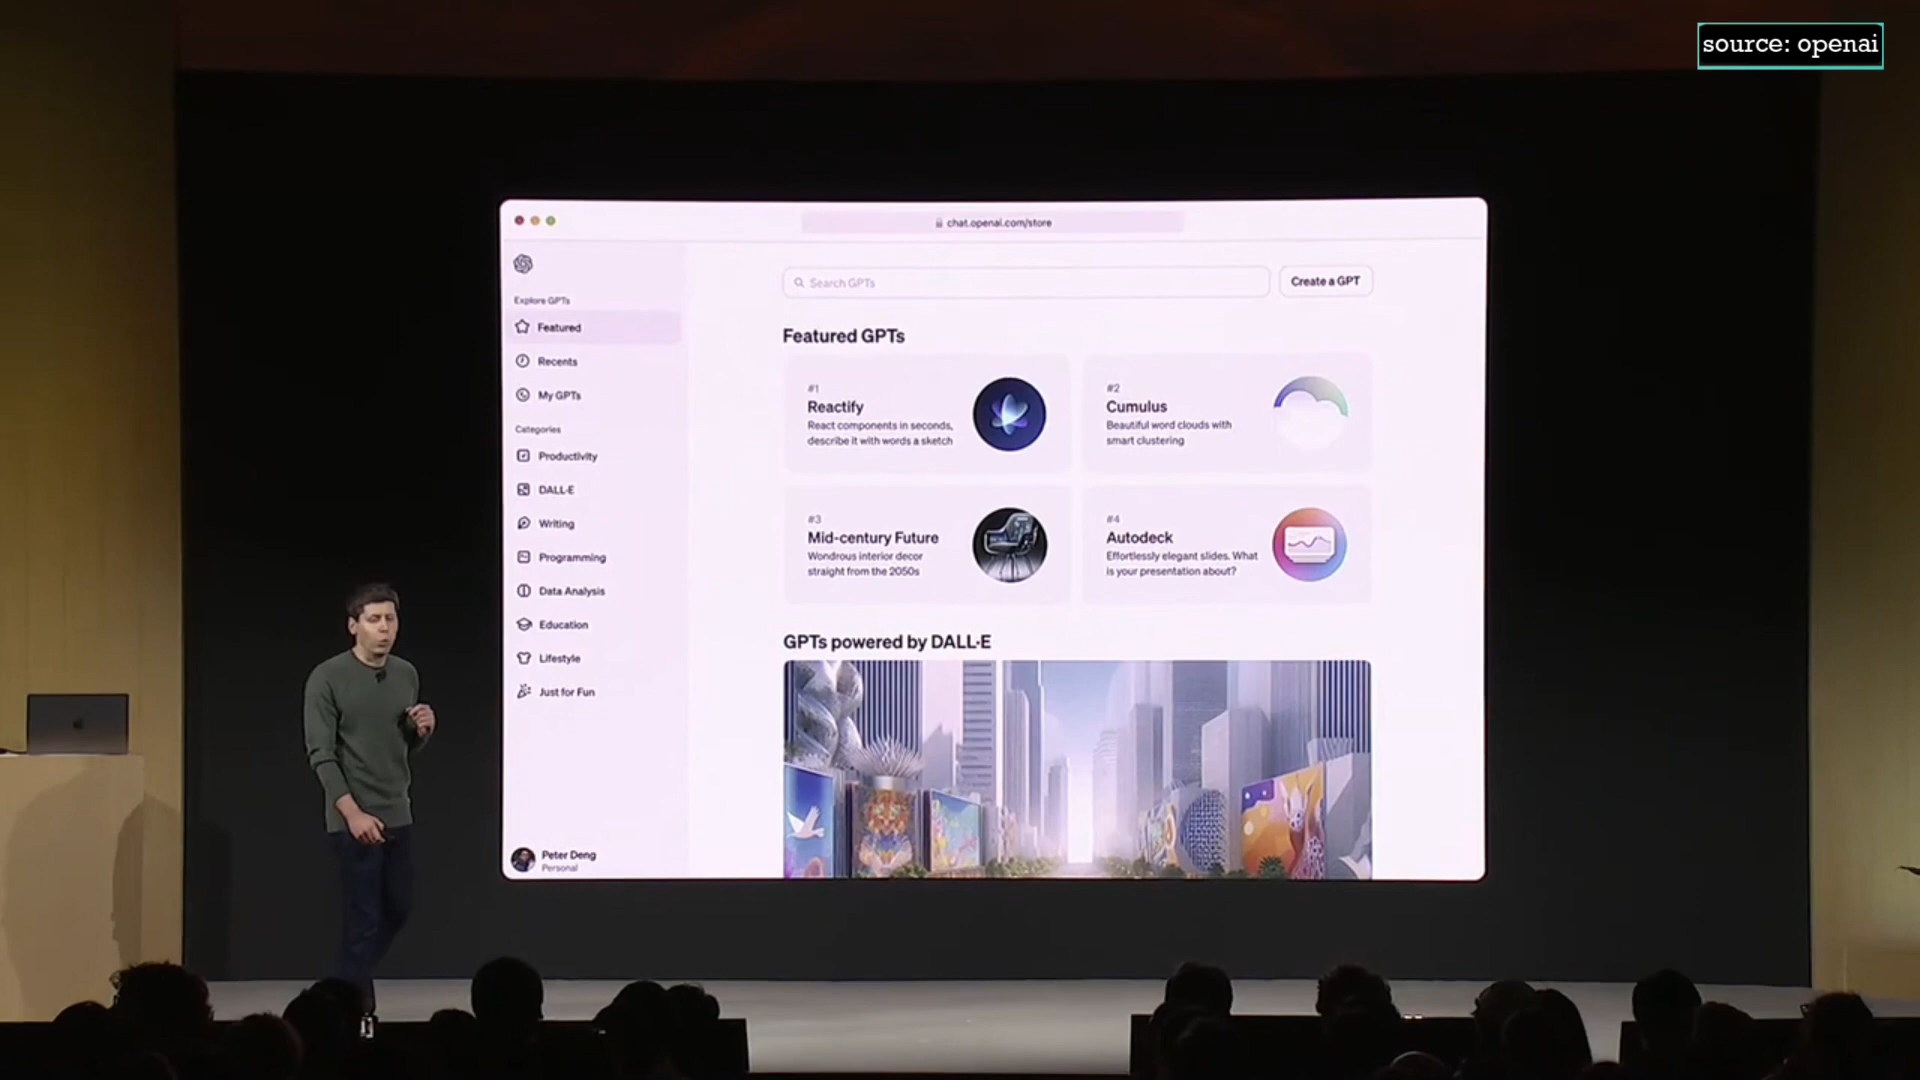 source: openai
chat.openai.com/store
Search GPTs
Create a GPT
Explore GPTs
Featured
Recents
My GPTs
Categories
Productivity
DALL·E
Writing
Programming
Data Analysis
Education
Lifestyle
Just for Fun
Peter Deng
Personal
Featured GPTs
#1
Reactify
React components in seconds,
describe it with words a sketch
#2
Cumulus
Beautiful word clouds with
smart clustering
#3
Mid-century Future
Wondrous interior decor
straight from the 2050s
#4
Autodeck
Effortlessly elegant slides. What
is your presentation about?
GPTs powered by DALL·E